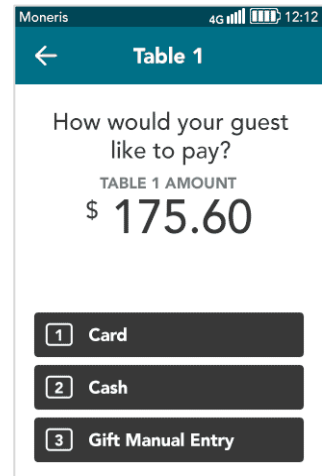 Moneris 4G 12:12
Table 1
How would your guest
like to pay?
TABLE 1 AMOUNT
$ 175.60
1 Card
2 Cash
3 Gift Manual Entry